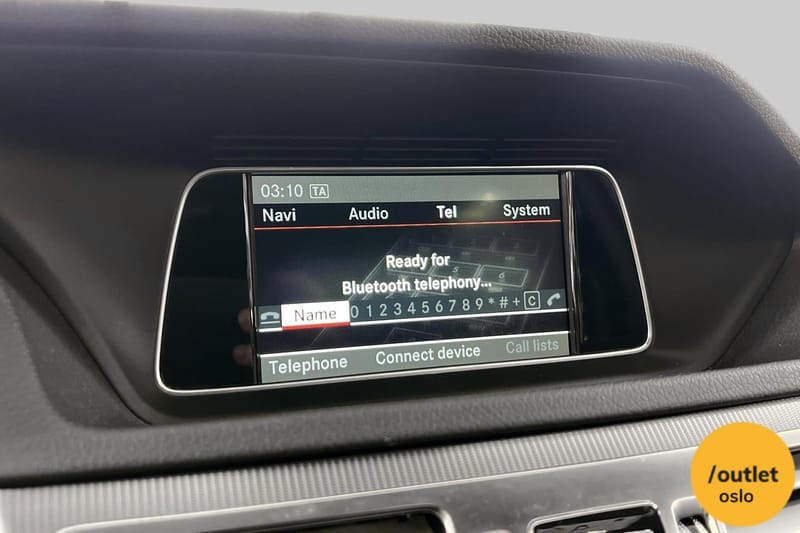 03:10 TA
Navi Audio Tel System
Ready for
Bluetooth telephony...
Name 0 1 2 3 4 5 6 7 8 9 * # + C
Telephone Connect device Call lists
/outlet
oslo